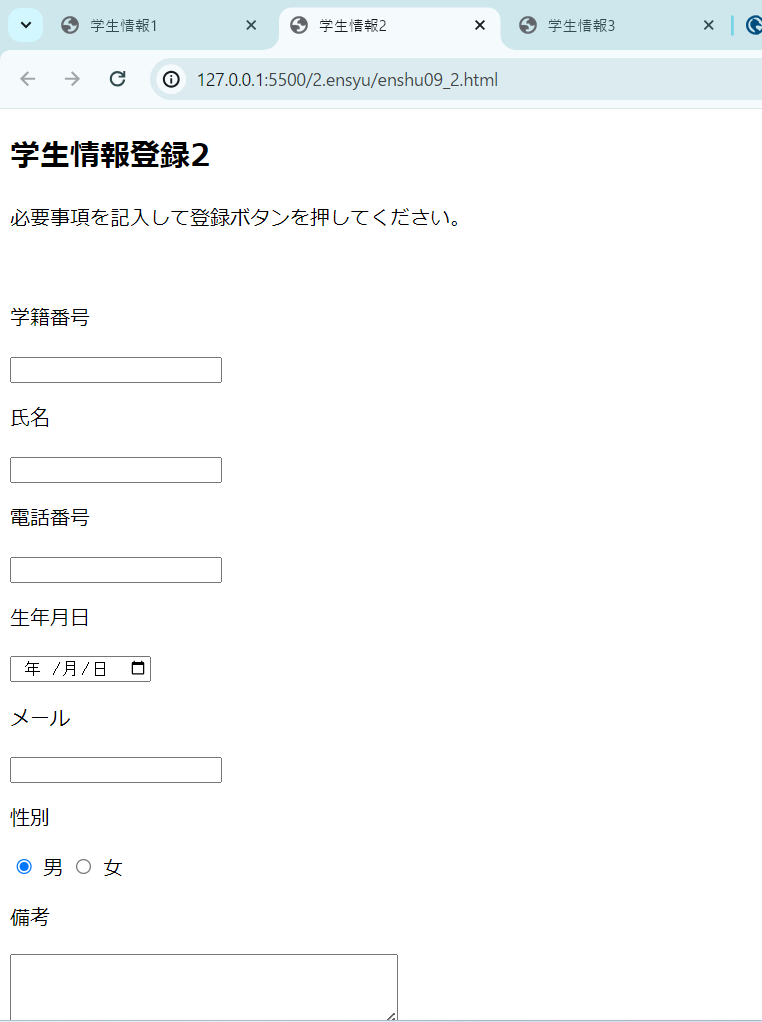 学生情報1 学生情報2 学生情報3
127.0.0.1:5500/2.ensyu/enshu09_2.html
学生情報登録2
必要事項を記入して登録ボタンを押してください。
学籍番号
氏名
電話番号
生年月日
年 /月/日
メール
性別
男 女
備考